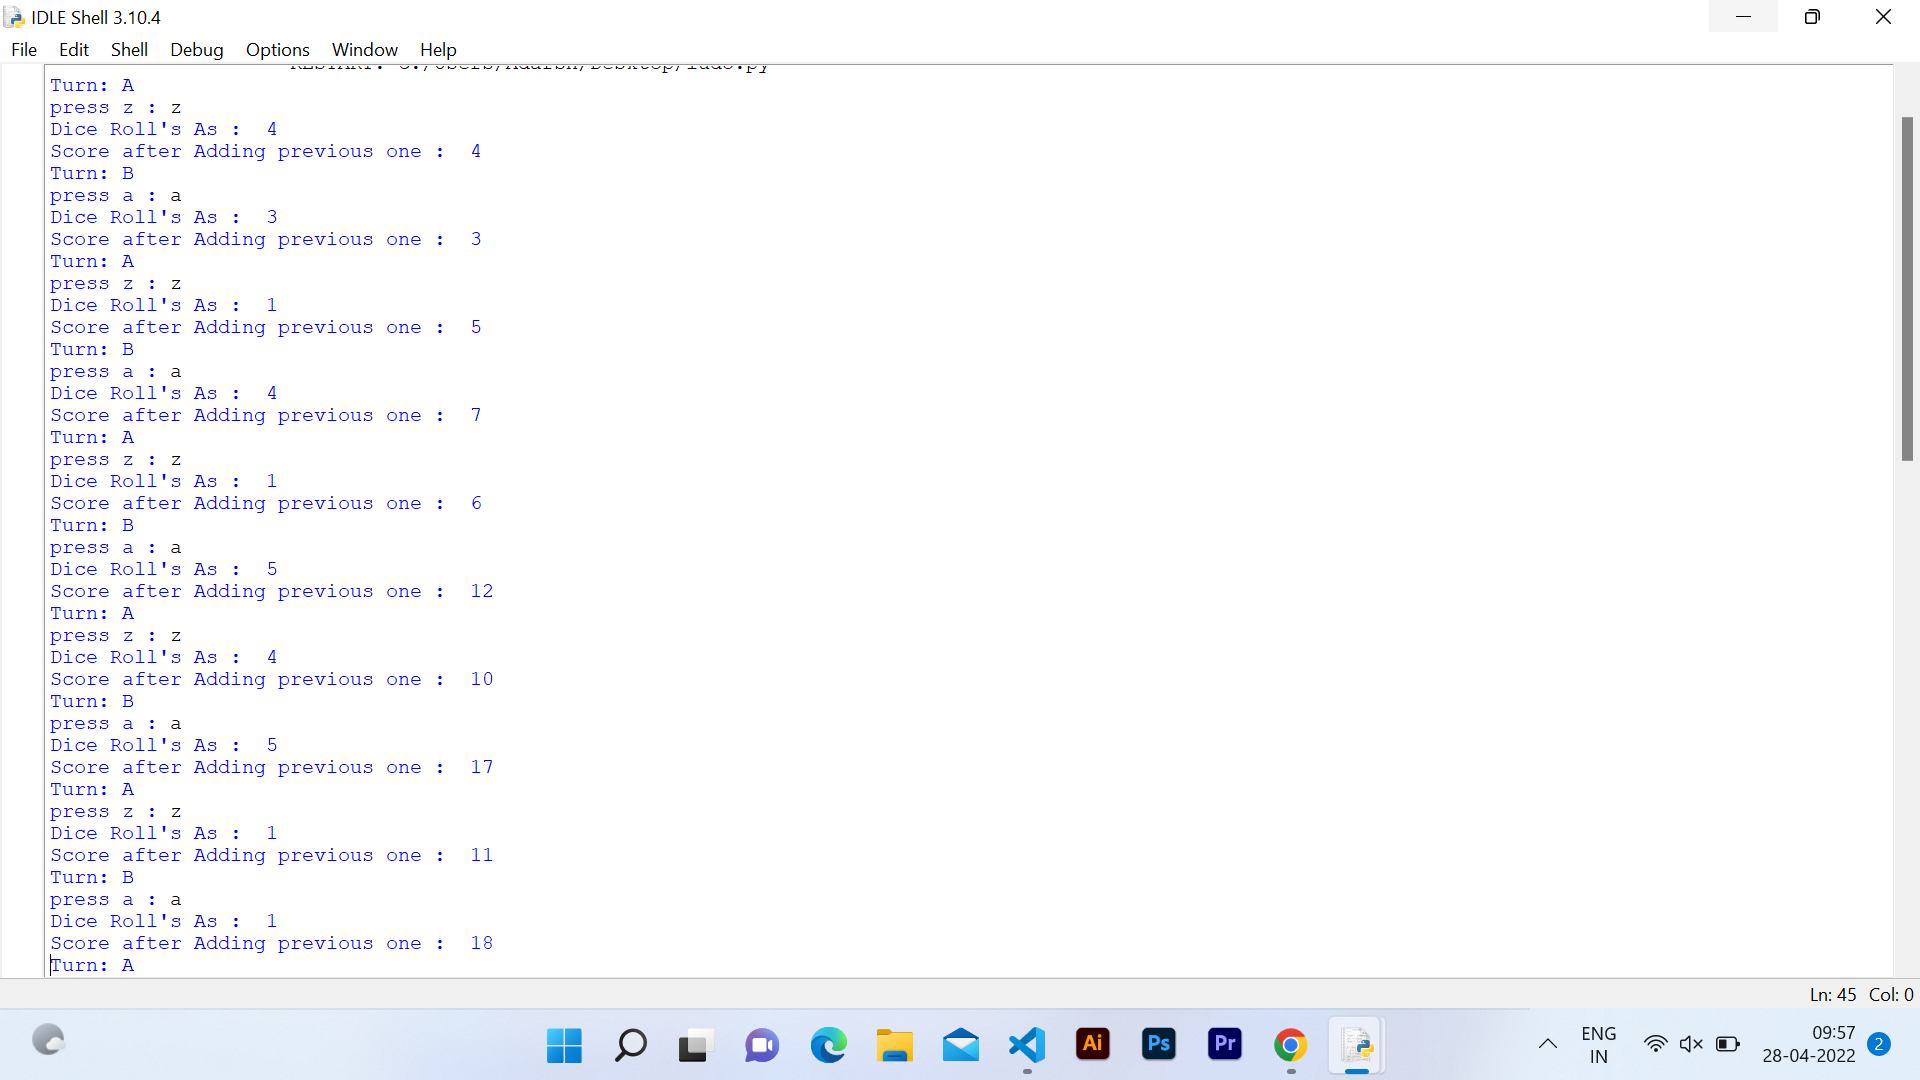 IDLE Shell 3.10.4
File Edit Shell Debug Options Window Help
Turn: A
press z : z
Dice Roll's As :  4
Score after Adding previous one :  4
Turn: B
press a : a
Dice Roll's As :  3
Score after Adding previous one :  3
Turn: A
press z : z
Dice Roll's As :  1
Score after Adding previous one :  5
Turn: B
press a : a
Dice Roll's As :  4
Score after Adding previous one :  7
Turn: A
press z : z
Dice Roll's As :  1
Score after Adding previous one :  6
Turn: B
press a : a
Dice Roll's As :  5
Score after Adding previous one :  12
Turn: A
press z : z
Dice Roll's As :  4
Score after Adding previous one :  10
Turn: B
press a : a
Dice Roll's As :  5
Score after Adding previous one :  17
Turn: A
press z : z
Dice Roll's As :  1
Score after Adding previous one :  11
Turn: B
press a : a
Dice Roll's As :  1
Score after Adding previous one :  18
Turn: A
Ln: 45 Col: 0
Ai Ps Pr
ENG
IN
09:57
28-04-2022
2